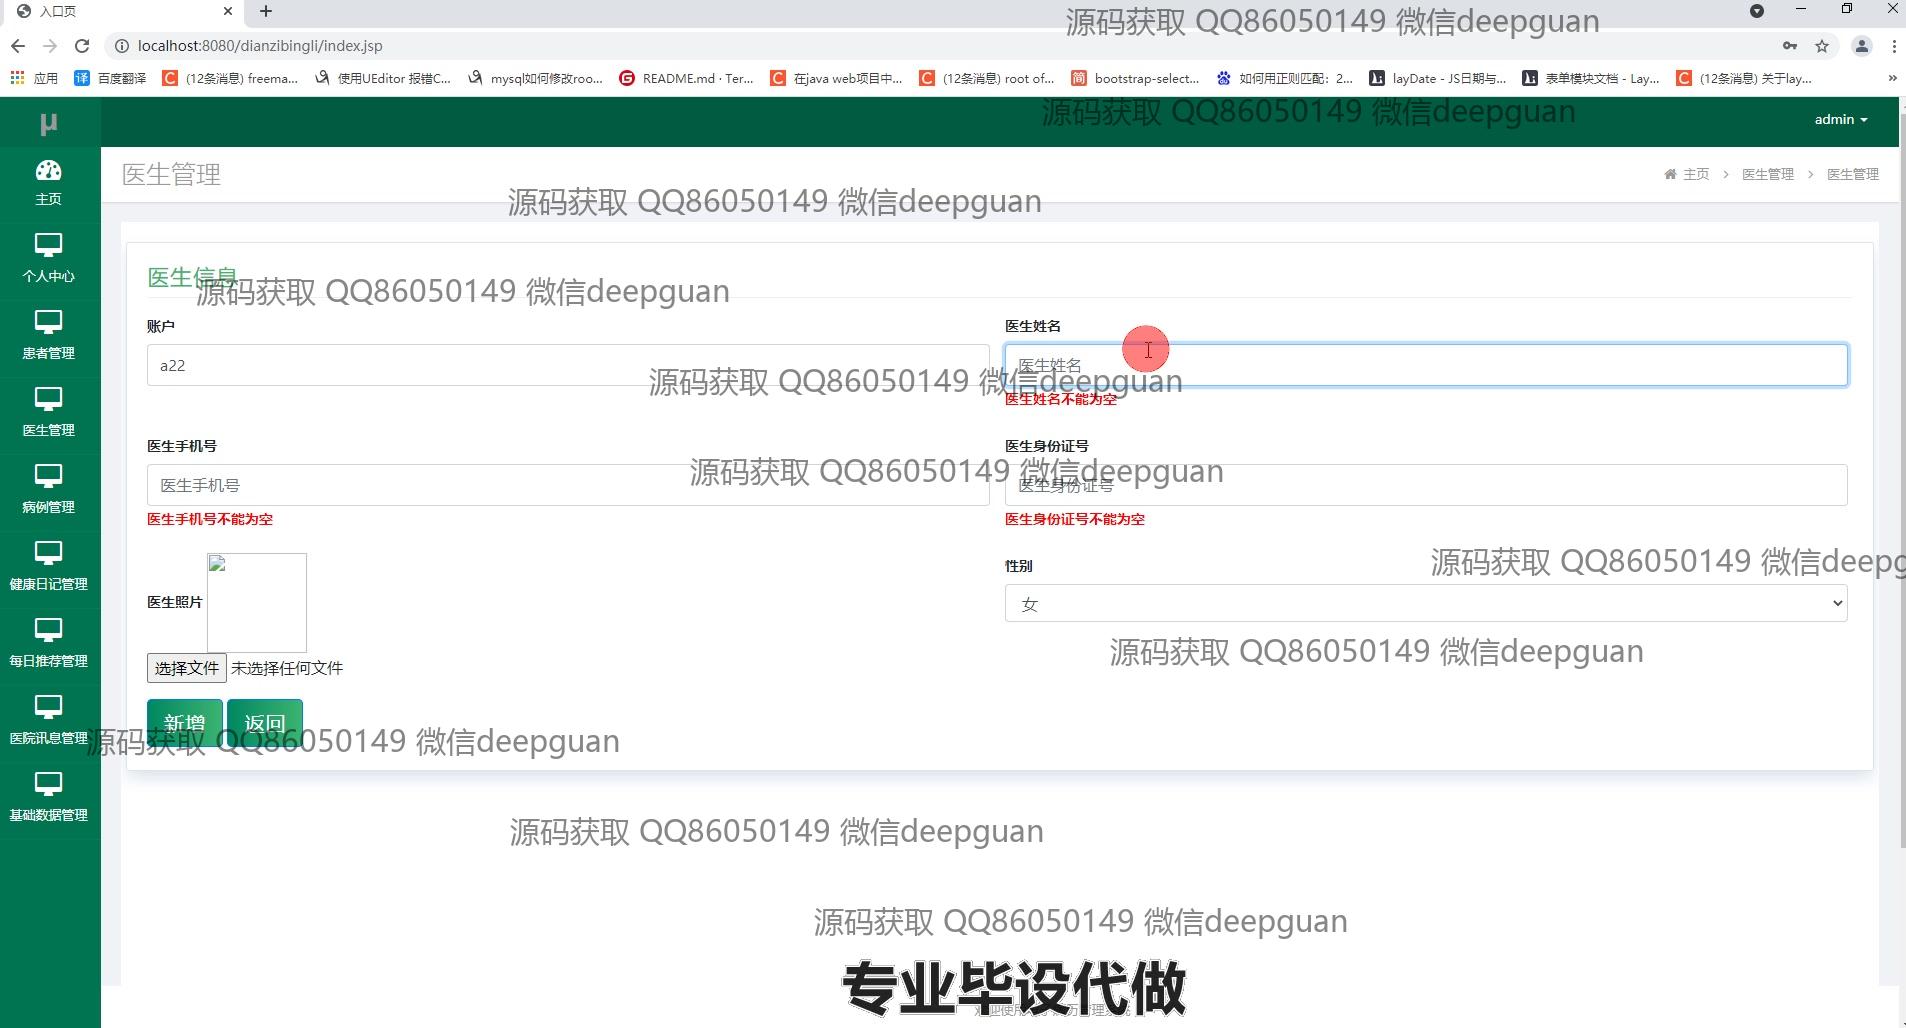 入口页
localhost:8080/dianzibingli/index.jsp
应用 译 百度翻译 (12条消息) freema... 使用UEditor 报错C... mysql如何修改roo... README.md · Ter... 在java web项目中... (12条消息) root of... 简 bootstrap-select... 如何用正则匹配：2... layDate - JS日期与... 表单模块文档 - Lay... (12条消息) 关于lay...
源码获取 QQ86050149 微信deepguan
源码获取 QQ86050149 微信deepguan
μ
admin
主页
个人中心
患者管理
医生管理
病例管理
健康日记管理
每日推荐管理
医院讯息管理
基础数据管理
医生管理
主页 > 医生管理 > 医生管理
源码获取 QQ86050149 微信deepguan
医生信息
源码获取 QQ86050149 微信deepguan
账户
a22
医生姓名
医生姓名
源码获取 QQ86050149 微信deepguan
医生姓名不能为空
医生手机号
医生手机号
医生手机号不能为空
医生身份证号
源码获取 QQ86050149 微信deepguan
医生身份证号
医生身份证号不能为空
医生照片
选择文件 未选择任何文件
性别
源码获取 QQ86050149 微信deepg
女
源码获取 QQ86050149 微信deepguan
新增 返回
源码获取 QQ86050149 微信deepguan
源码获取 QQ86050149 微信deepguan
源码获取 QQ86050149 微信deepguan
专业毕设代做